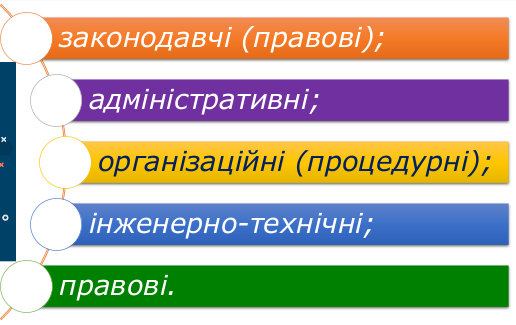 законодавчі (правові);
адміністративні;
організаційні (процедурні);
інженерно-технічні;
правові.